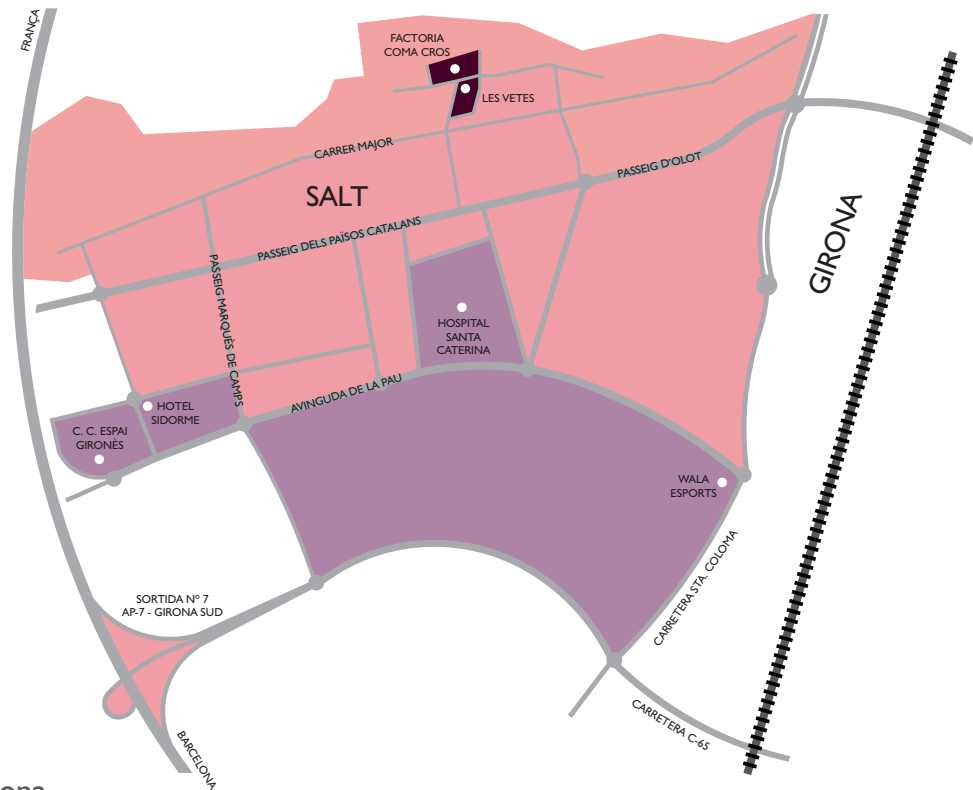 FRANÇA
FACTORIA
COMA CROS
LES VETES
CARRER MAJOR
PASSEIG D'OLOT
SALT
PASSEIG DELS PAÏSOS CATALANS
GIRONA
PASSEIG MARQUÈS DE CAMPS
HOSPITAL
SANTA
CATERINA
AVINGUDA DE LA PAU
HOTEL
SIDORME
C. C. ESPAI
GIRONÈS
WALA
ESPORTS
CARRETERA STA. COLOMA
SORTIDA Nº 7
AP-7 - GIRONA SUD
CARRETERA C-65
BARCELONA